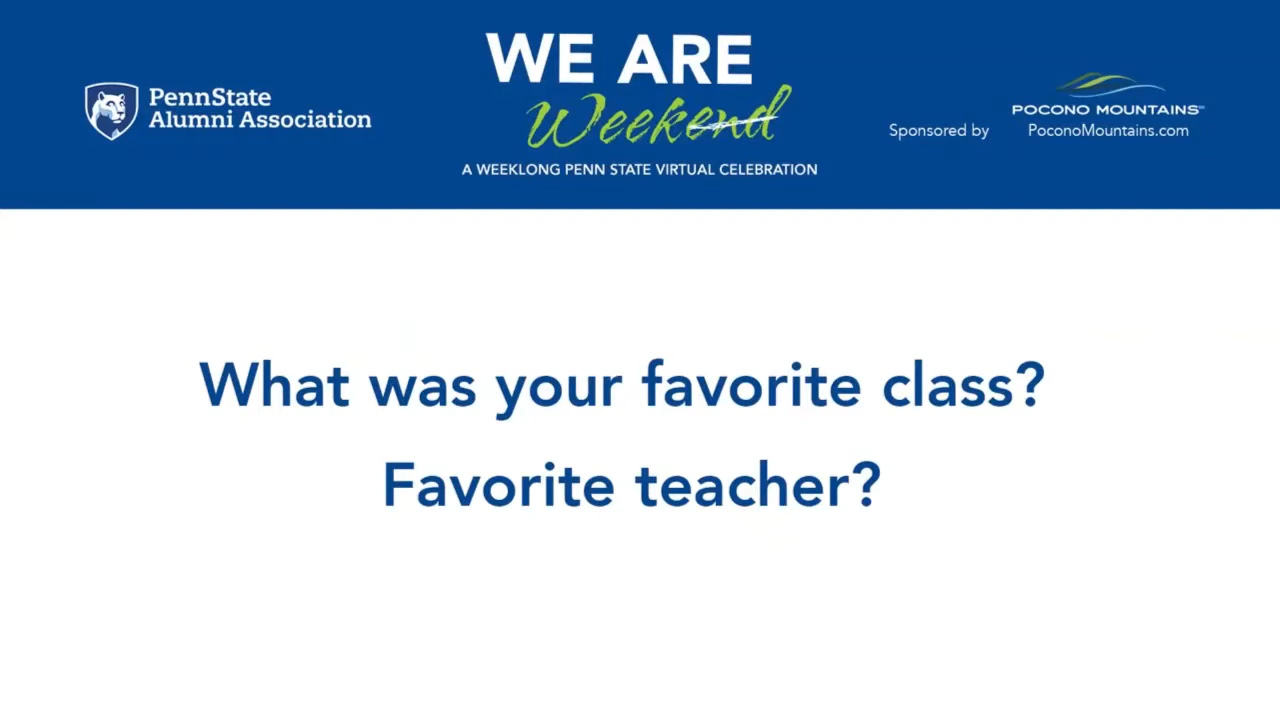 PennState
Alumni Association
WE ARE
Weekend
A WEEKLONG PENN STATE VIRTUAL CELEBRATION
Sponsored by
POCONO MOUNTAINS
PoconoMountains.com
What was your favorite class?
Favorite teacher?